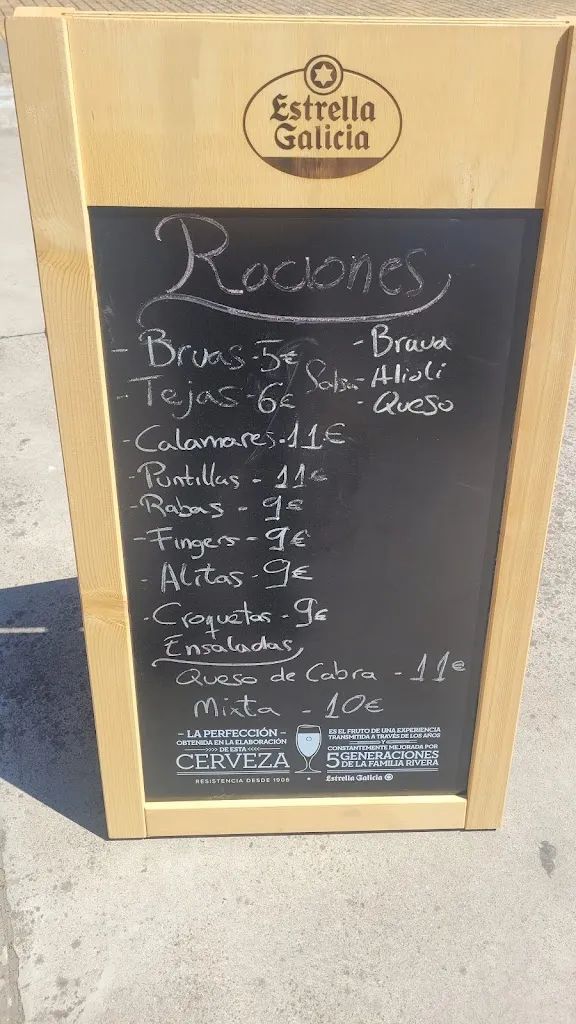 Estrella
Galicia
Raciones
- Bravas - 5€
- Tejas - 6€
Salsa
- Brava
- Alioli
- Queso
- Calamares - 11€
- Puntillas - 11€
- Rabas - 9€
- Fingers - 9€
- Alitas - 9€
- Croquetas - 9€
Ensaladas
Queso de Cabra - 11€
Mixta - 10€
- LA PERFECCIÓN -
OBTENIDA EN LA ELABORACIÓN
DE ESTA
CERVEZA
RESISTENCIA DESDE 1906
ES EL FRUTO DE UNA EXPERIENCIA
TRANSMITIDA A TRAVÉS DE LOS AÑOS
Y
CONSTANTEMENTE MEJORADA POR
5 GENERACIONES
DE LA FAMILIA RIVERA
Estrella Galicia